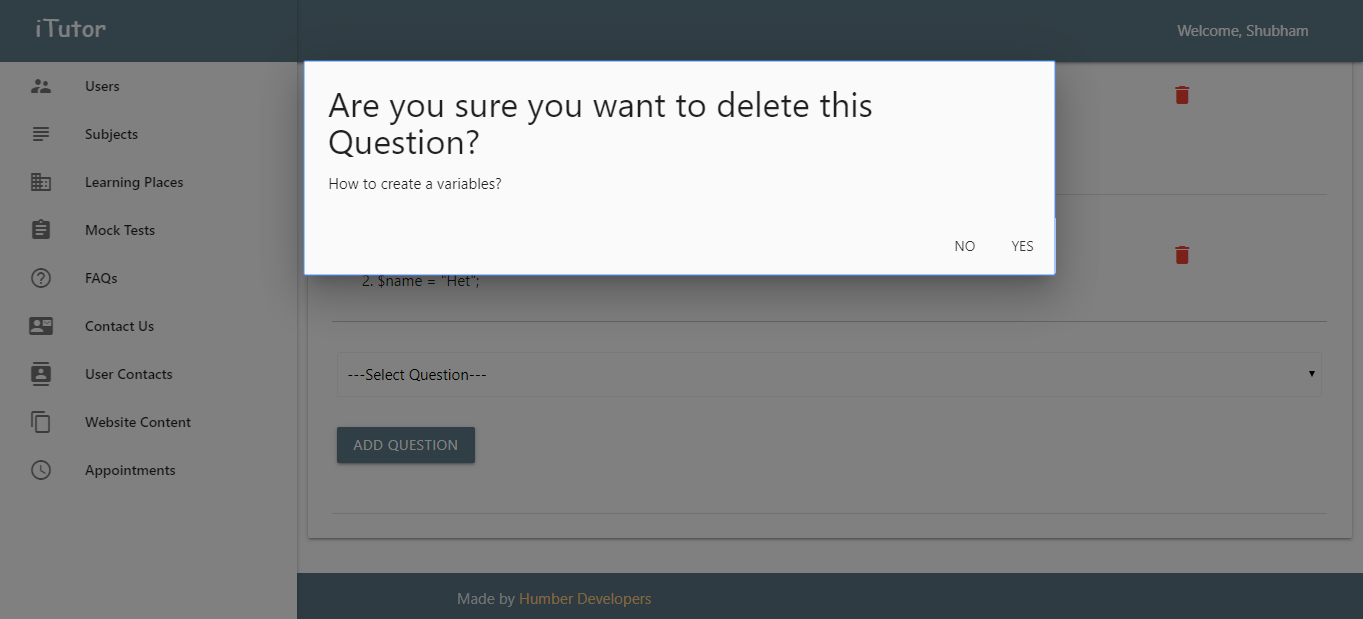 iTutor
Welcome, Shubham
Users
Subjects
Learning Places
Mock Tests
FAQs
Contact Us
User Contacts
Website Content
Appointments
Are you sure you want to delete this
Question?
How to create a variables?
NO YES
2. $name = "Het";
---Select Question---
ADD QUESTION
Made by Humber Developers